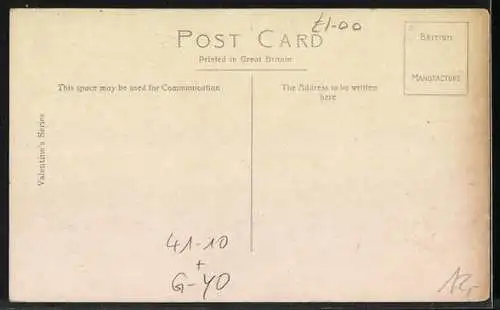 £1-00
POST CARD
Printed in Great Britain
BRITISH
MANUFACTURE
This space may be used for Communication
The Address to be written
here
Valentine's Series
41-10
+
G-40